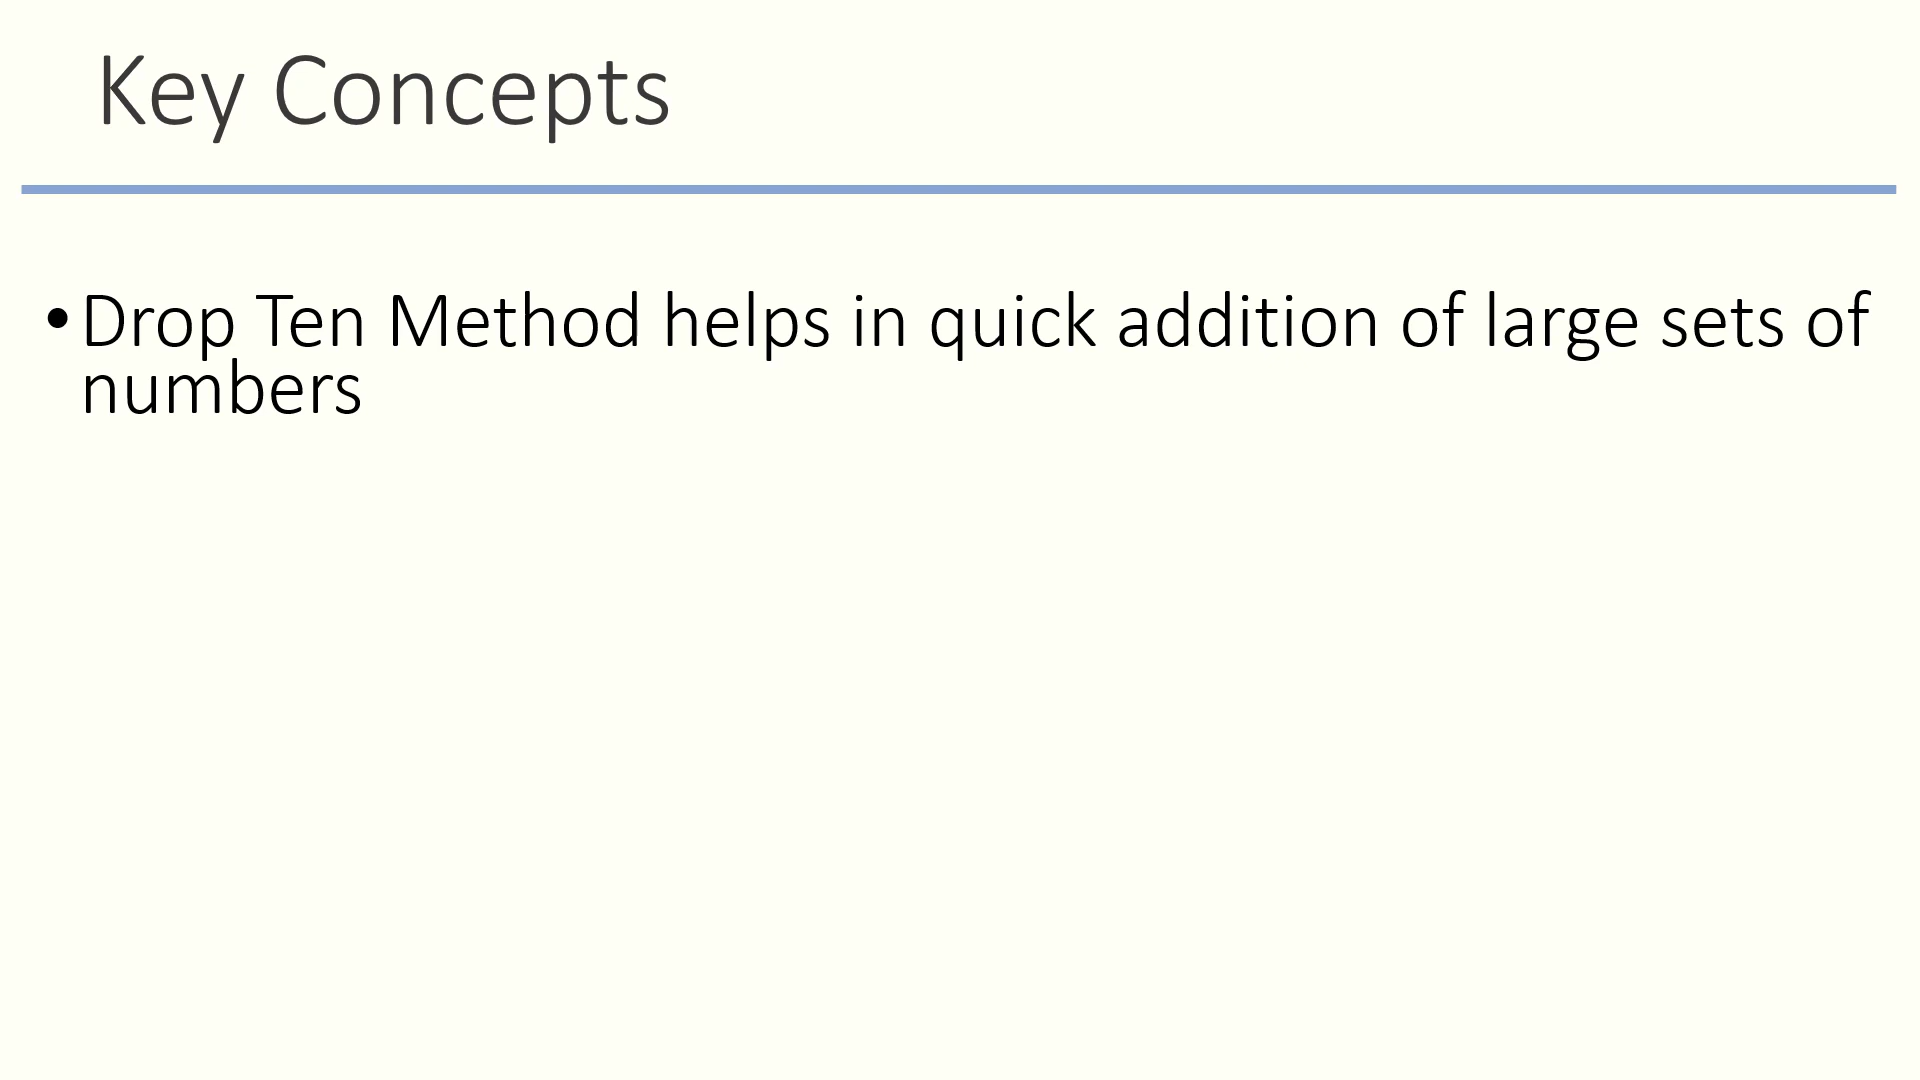 Key Concepts
• Drop Ten Method helps in quick addition of large sets of
numbers